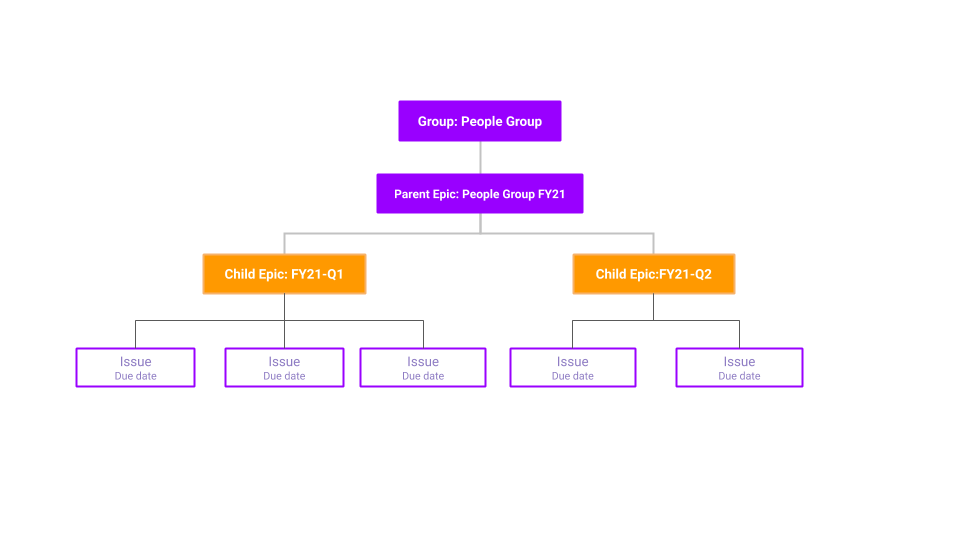 Group: People Group
Parent Epic: People Group FY21
Child Epic: FY21-Q1
Child Epic:FY21-Q2
Issue
Due date
Issue
Due date
Issue
Due date
Issue
Due date
Issue
Due date